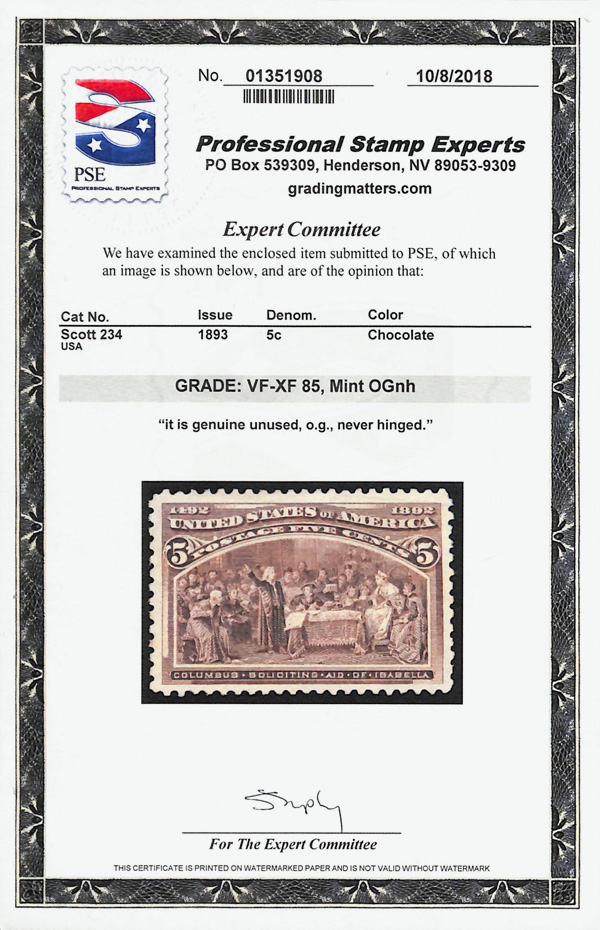 No. 01351908 10/8/2018
PSE
PROFESSIONAL STAMP EXPERTS
Professional Stamp Experts
PO Box 539309, Henderson, NV 89053-9309
gradingmatters.com
Expert Committee
We have examined the enclosed item submitted to PSE, of which
an image is shown below, and are of the opinion that:
Cat No. Issue Denom. Color
Scott 234 1893 5c Chocolate
USA
GRADE: VF-XF 85, Mint OGnh
“it is genuine unused, o.g., never hinged.”
1492 1892
UNITED STATES OF AMERICA
5 POSTAGE FIVE CENTS 5
COLUMBUS · SOLICITING · AID · OF · ISABELLA
For The Expert Committee
THIS CERTIFICATE IS PRINTED ON WATERMARKED PAPER AND IS NOT VALID WITHOUT WATERMARK